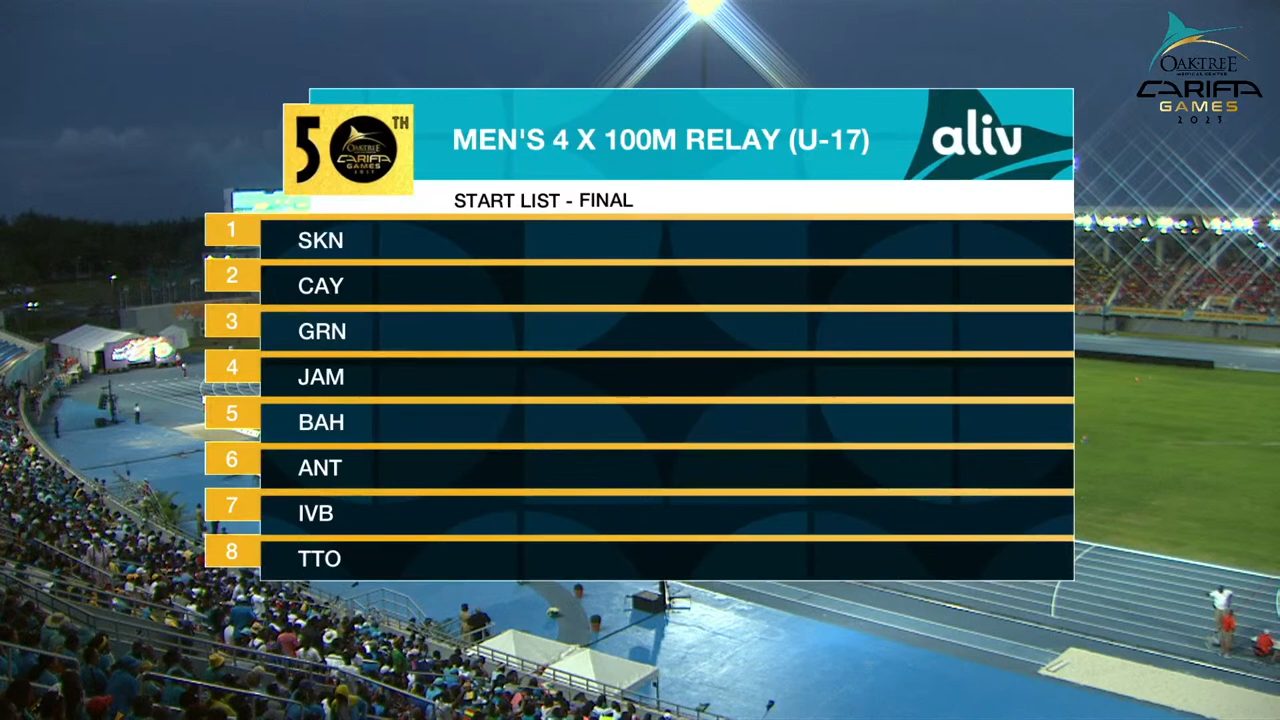 OAKTREE
MEDICAL CENTER
CARIFTA
GAMES
2023
50TH
OAKTREE
CARIFTA
GAMES
MEN'S 4 X 100M RELAY (U-17)
aliv
START LIST - FINAL
1 SKN
2 CAY
3 GRN
4 JAM
5 BAH
6 ANT
7 IVB
8 TTO